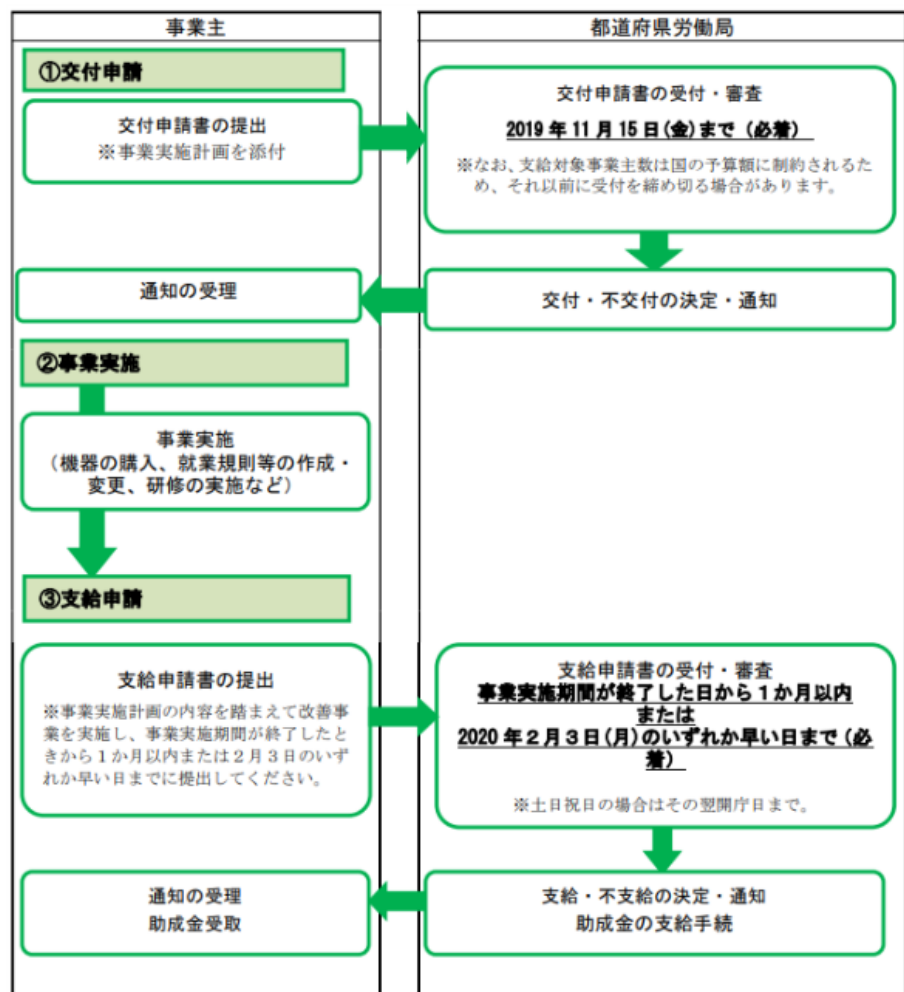 事業主
都道府県労働局
①交付申請
交付申請書の提出
※事業実施計画を添付
交付申請書の受付・審査
2019年11月15日(金)まで（必着）
※なお、支給対象事業主数は国の予算額に制約されるた
め、それ以前に受付を締め切る場合があります。
通知の受理
交付・不交付の決定・通知
②事業実施
事業実施
（機器の購入、就業規則等の作成・
変更、研修の実施など）
③支給申請
支給申請書の提出
※事業実施計画の内容を踏まえて改善事
業を実施し、事業実施期間が終了したと
きから１か月以内または２月３日のいず
れか早い日までに提出してください。
支給申請書の受付・審査
事業実施期間が終了した日から１か月以内
または
2020年２月３日(月)のいずれか早い日まで（必
着）
※土日祝日の場合はその翌開庁日まで。
通知の受理
助成金受取
支給・不支給の決定・通知
助成金の支給手続